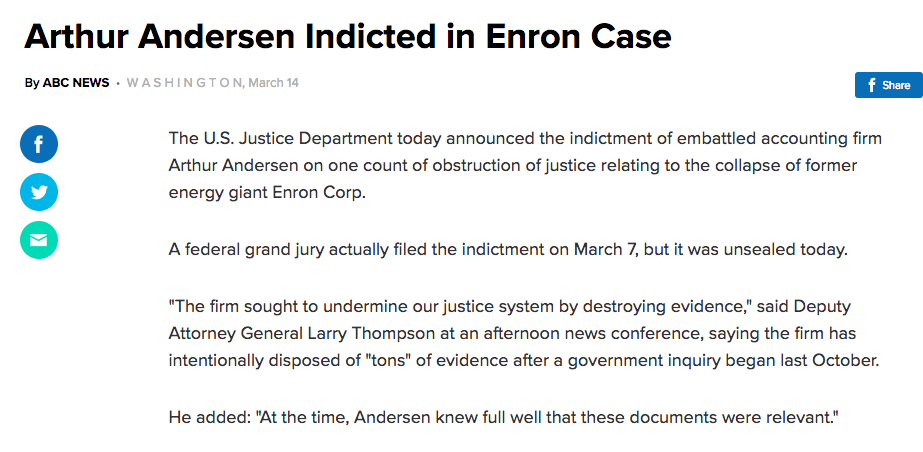 Arthur Andersen Indicted in Enron Case
By ABC NEWS • WASHINGTON, March 14
Share
The U.S. Justice Department today announced the indictment of embattled accounting firm
Arthur Andersen on one count of obstruction of justice relating to the collapse of former
energy giant Enron Corp.
A federal grand jury actually filed the indictment on March 7, but it was unsealed today.
"The firm sought to undermine our justice system by destroying evidence," said Deputy
Attorney General Larry Thompson at an afternoon news conference, saying the firm has
intentionally disposed of "tons" of evidence after a government inquiry began last October.
He added: "At the time, Andersen knew full well that these documents were relevant."